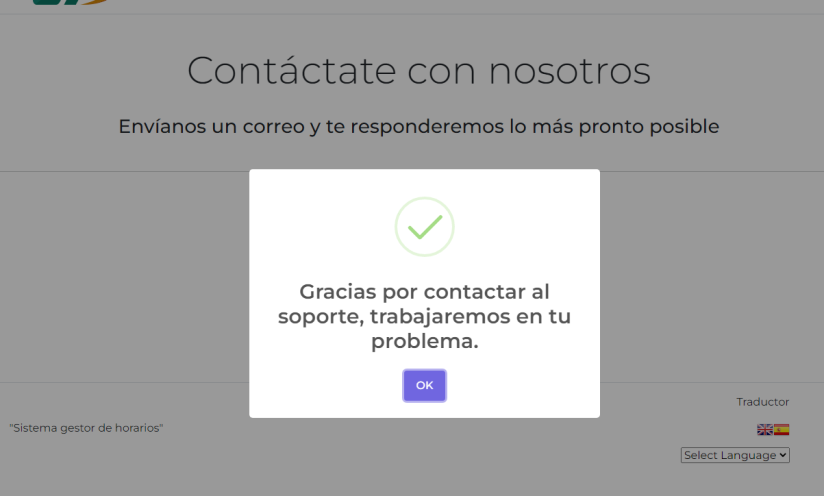 Contáctate con nosotros
Envíanos un correo y te responderemos lo más pronto posible
Gracias por contactar al
soporte, trabajaremos en tu
problema.
OK
Traductor
"Sistema gestor de horarios"
Select Language